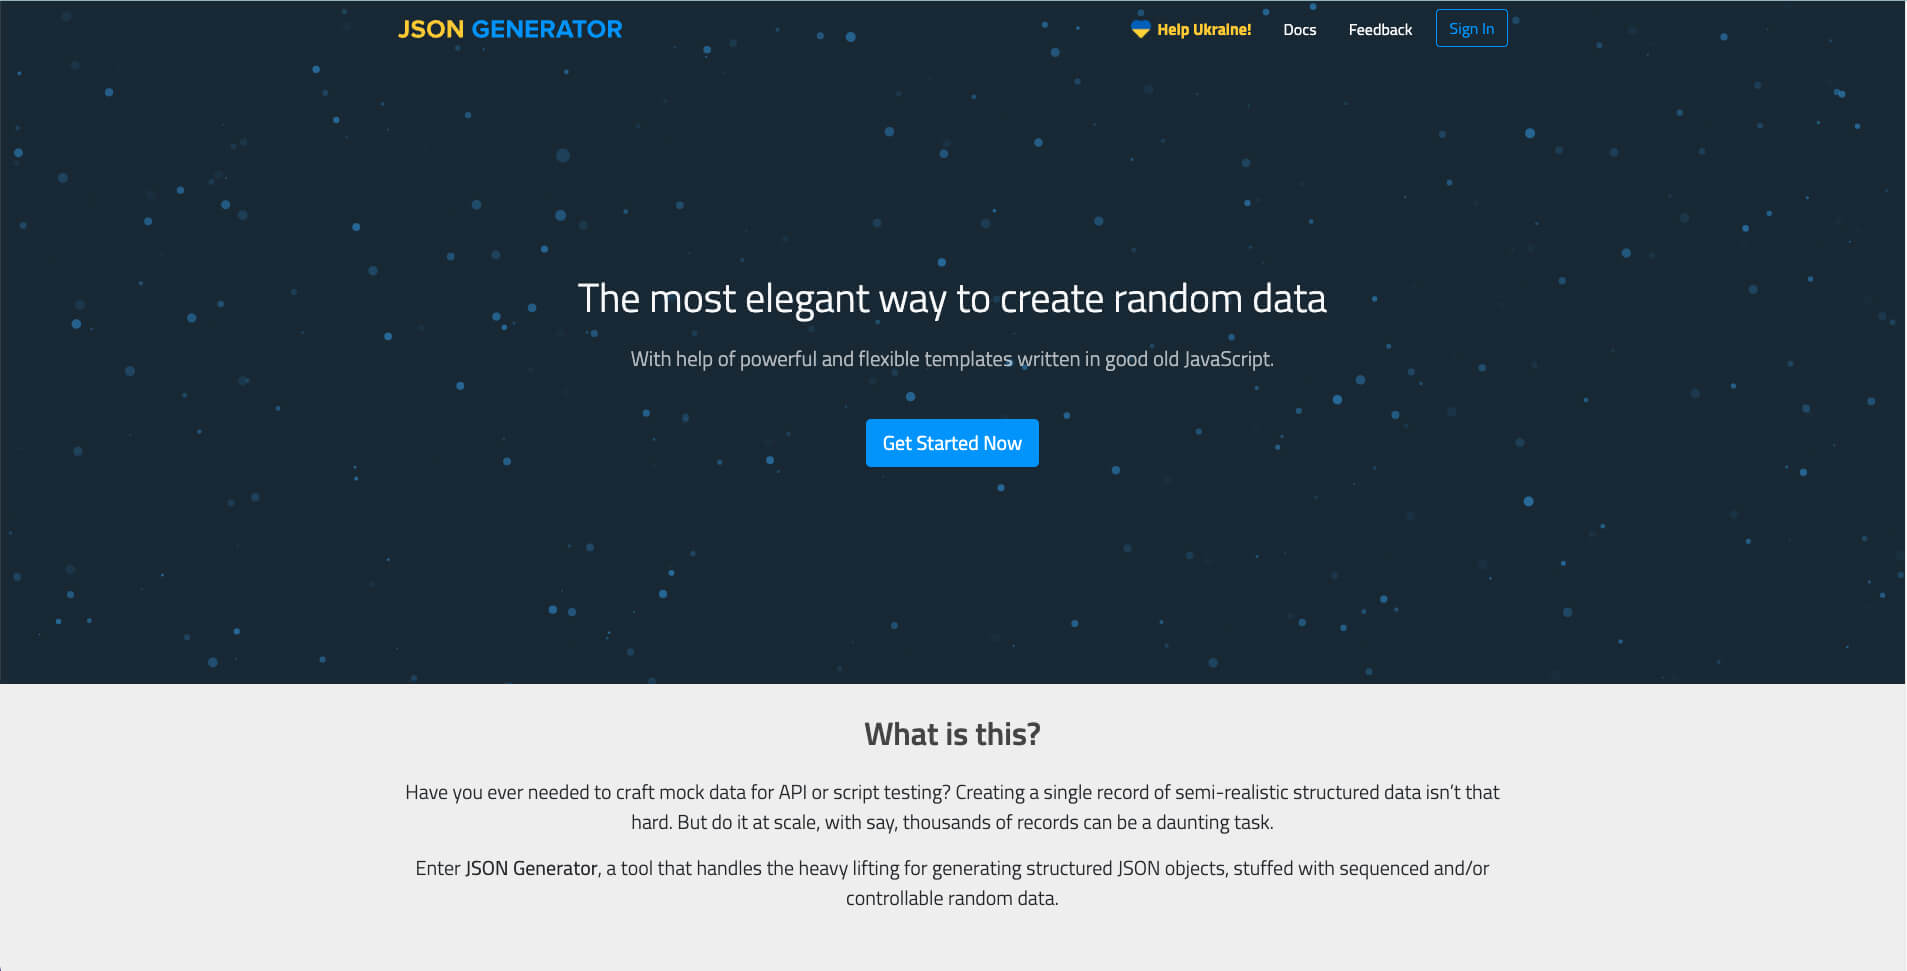 JSON GENERATOR
Help Ukraine!
Docs
Feedback
Sign In
The most elegant way to create random data
With help of powerful and flexible templates written in good old JavaScript.
Get Started Now
What is this?
Have you ever needed to craft mock data for API or script testing? Creating a single record of semi-realistic structured data isn’t that
hard. But do it at scale, with say, thousands of records can be a daunting task.
Enter JSON Generator, a tool that handles the heavy lifting for generating structured JSON objects, stuffed with sequenced and/or
controllable random data.